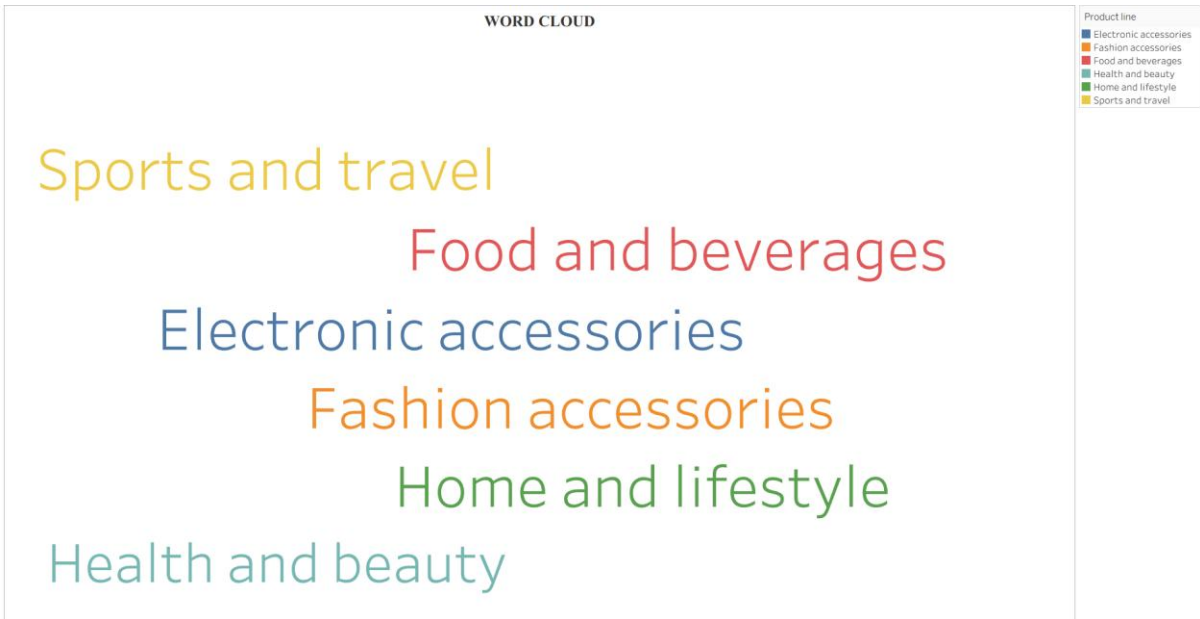 WORD CLOUD
Sports and travel
Food and beverages
Electronic accessories
Fashion accessories
Home and lifestyle
Health and beauty
Product line
Electronic accessories
Fashion accessories
Food and beverages
Health and beauty
Home and lifestyle
Sports and travel